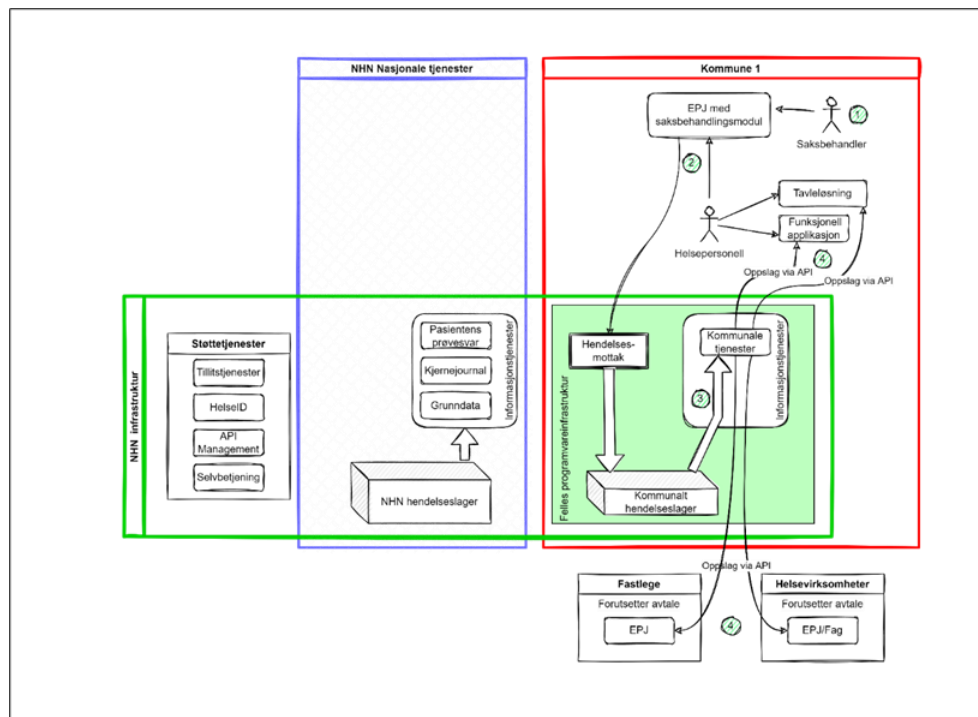 NHN Nasjonale tjenester
Kommune 1
EPJ med
saksbehandlingsmodul
1
Saksbehandler
2
Tavleløsning
Funksjonell
applikasjon
Helsepersonell
4
Oppslag via API
Oppslag via API
NHN infrastruktur
Støttetjenester
Tillitstjenester
HelseID
API
Management
Selvbetjening
Pasientens
prøvesvar
Kjernejournal
Grunndata
Informasjonstjenester
NHN hendelseslager
Felles programvareinfrastruktur
Hendelses-
mottak
Kommunale
tjenester
Informasjonstjenester
3
Kommunalt
hendelseslager
Oppslag via API
Fastlege
Forutsetter avtale
EPJ
4
Helsevirksomheter
Forutsetter avtale
EPJ/Fag